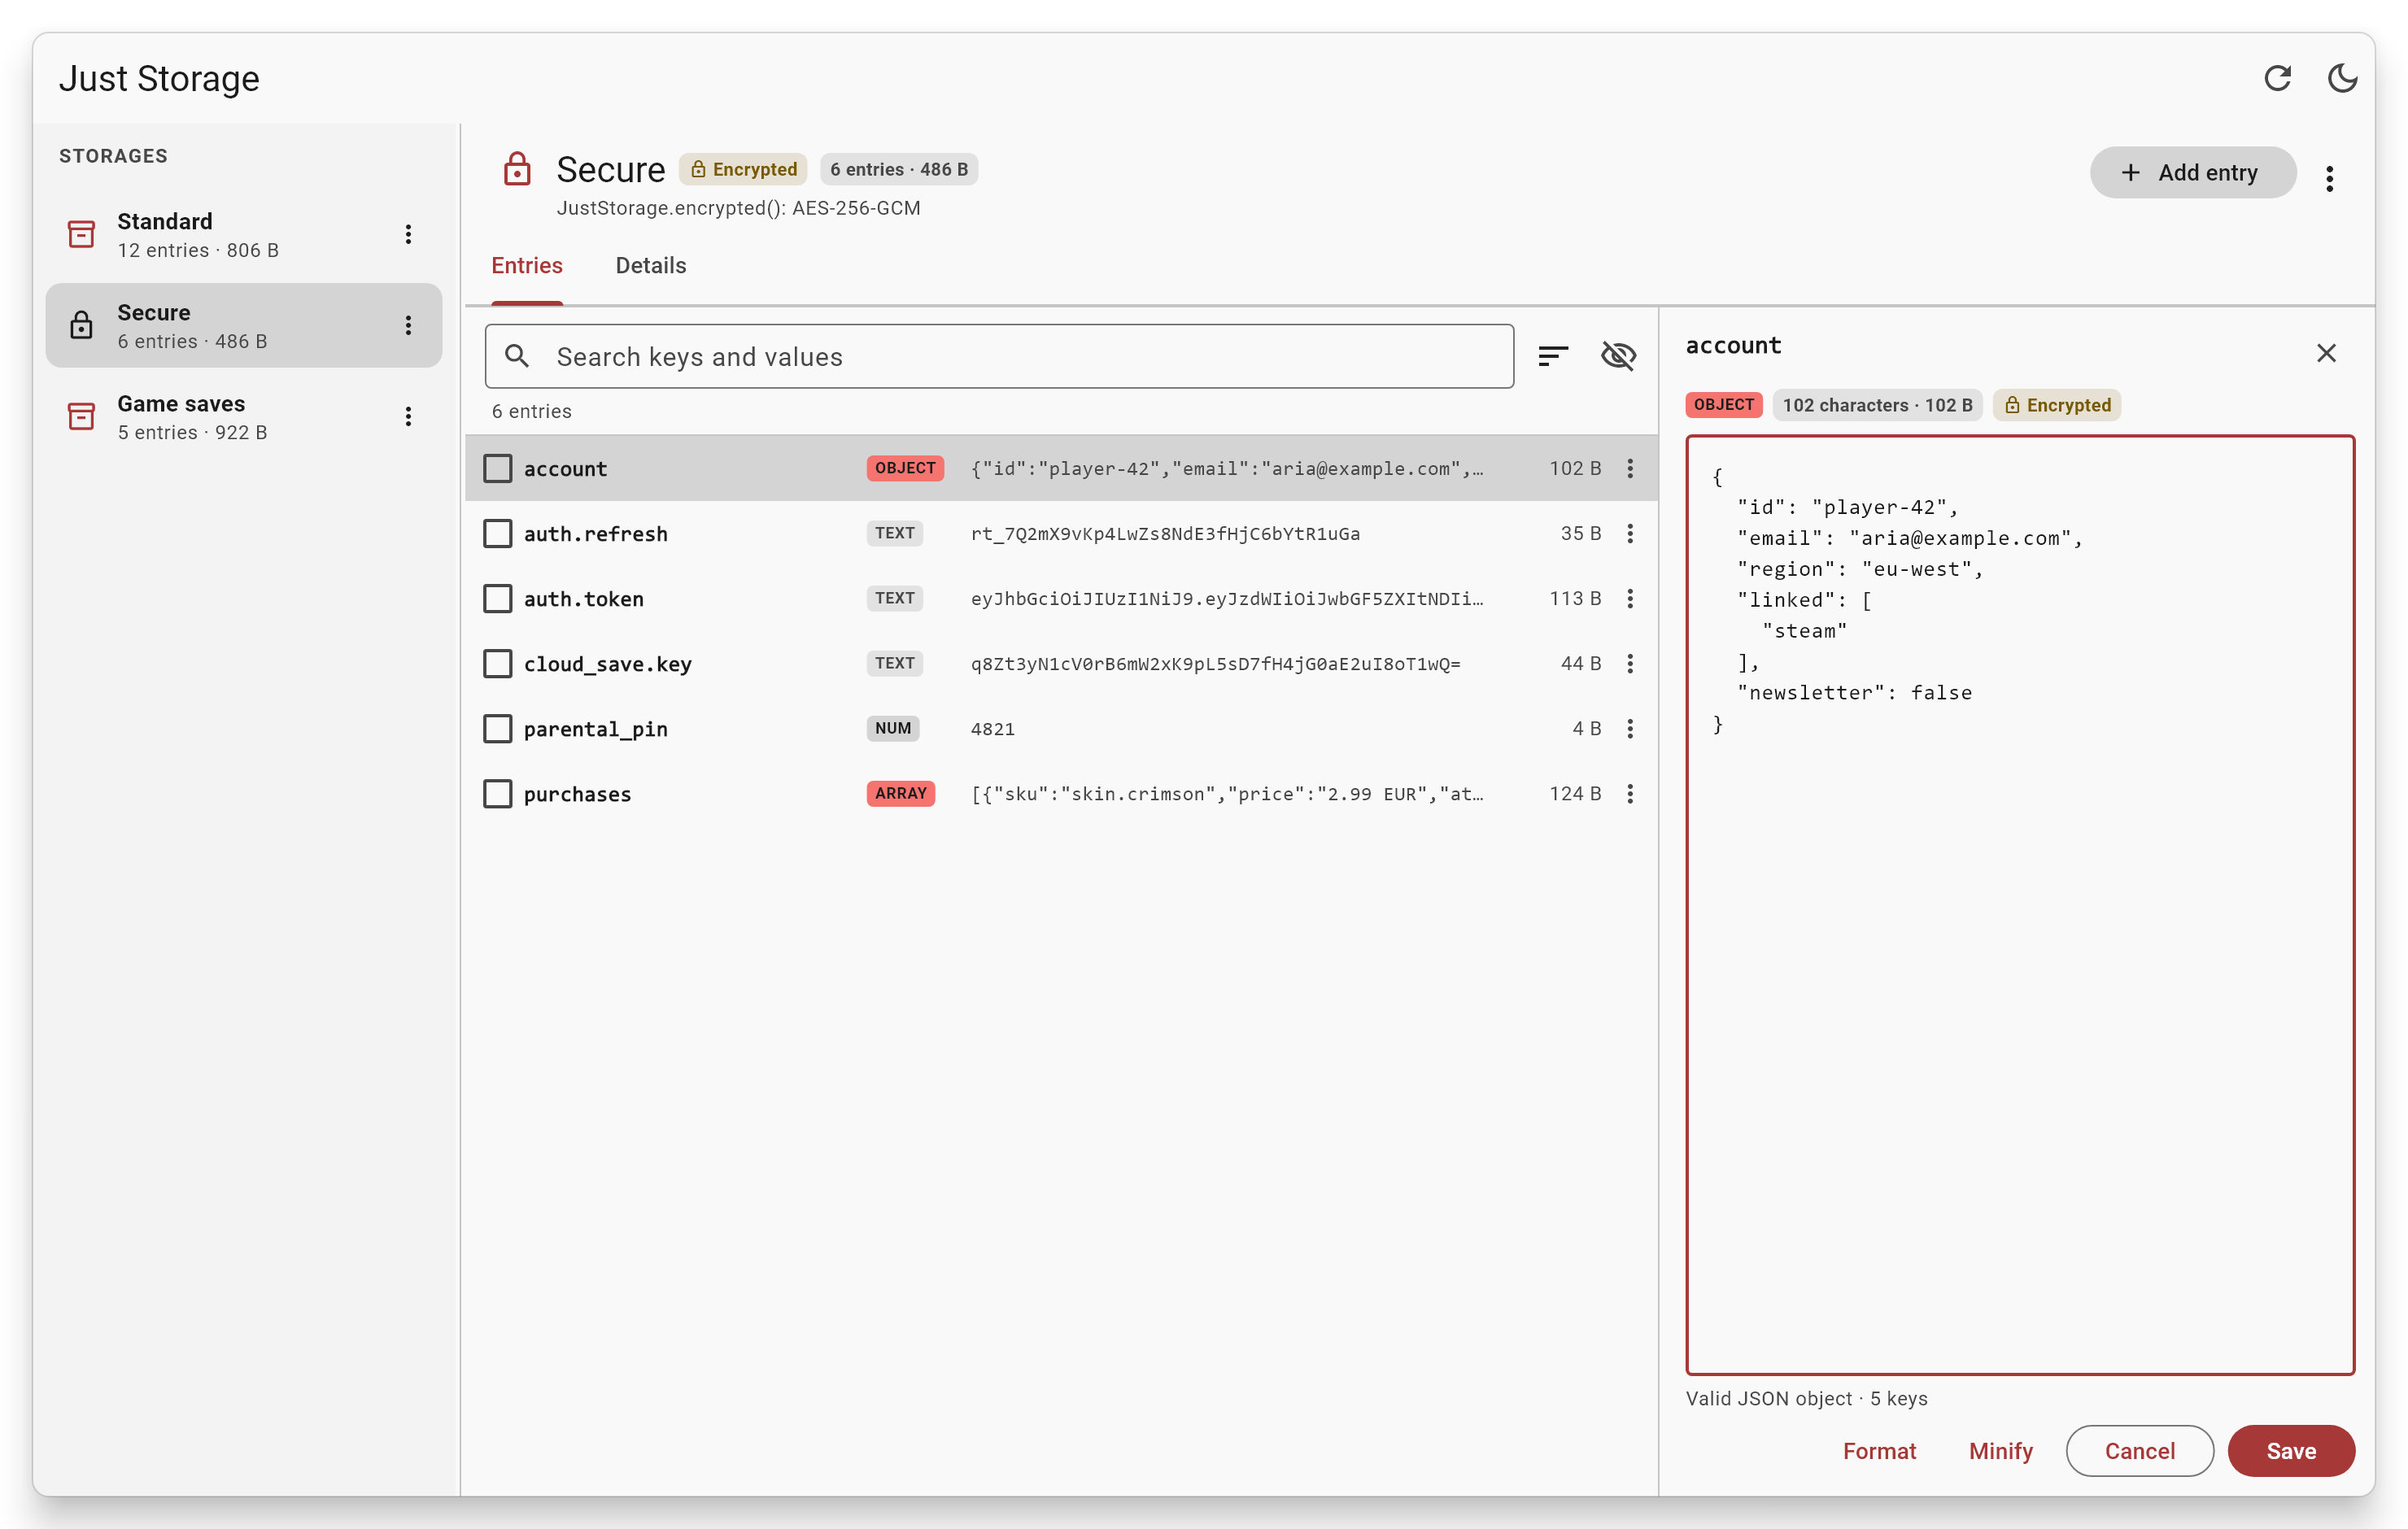 Just Storage
STORAGES
Standard
12 entries · 806 B
Secure
6 entries · 486 B
Game saves
5 entries · 922 B
Secure
Encrypted
6 entries · 486 B
JustStorage.encrypted(): AES-256-GCM
+ Add entry
Entries
Details
Search keys and values
6 entries
account OBJECT {"id":"player-42","email":"aria@example.com",… 102 B
auth.refresh TEXT rt_7Q2mX9vKp4LwZs8NdE3fHjC6bYtR1uGa 35 B
auth.token TEXT eyJhbGciOiJIUzI1NiJ9.eyJzdWIiOiJwbGF5ZXItNDIi… 113 B
cloud_save.key TEXT q8Zt3yN1cV0rB6mW2xK9pL5sD7fH4jG0aE2uI8oT1wQ= 44 B
parental_pin NUM 4821 4 B
purchases ARRAY [{"sku":"skin.crimson","price":"2.99 EUR","at… 124 B
account
OBJECT
102 characters · 102 B
Encrypted
{
  "id": "player-42",
  "email": "aria@example.com",
  "region": "eu-west",
  "linked": [
    "steam"
  ],
  "newsletter": false
}
Valid JSON object · 5 keys
Format
Minify
Cancel
Save